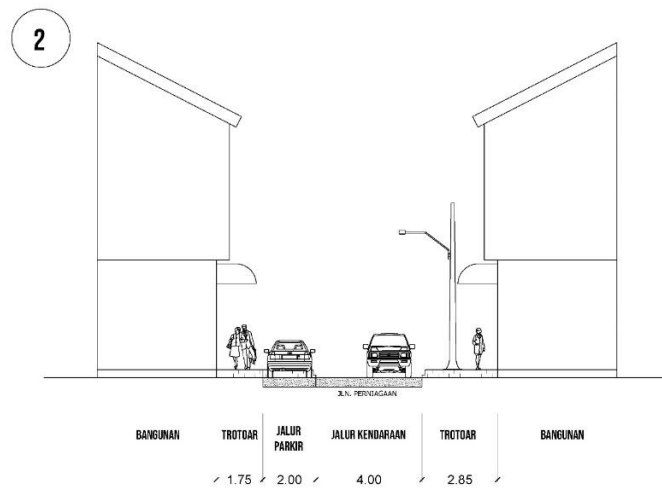 2
JLN. PERNIAGAAN
BANGUNAN TROTOAR JALUR PARKIR JALUR KENDARAAN TROTOAR BANGUNAN
1.75 2.00 4.00 2.85